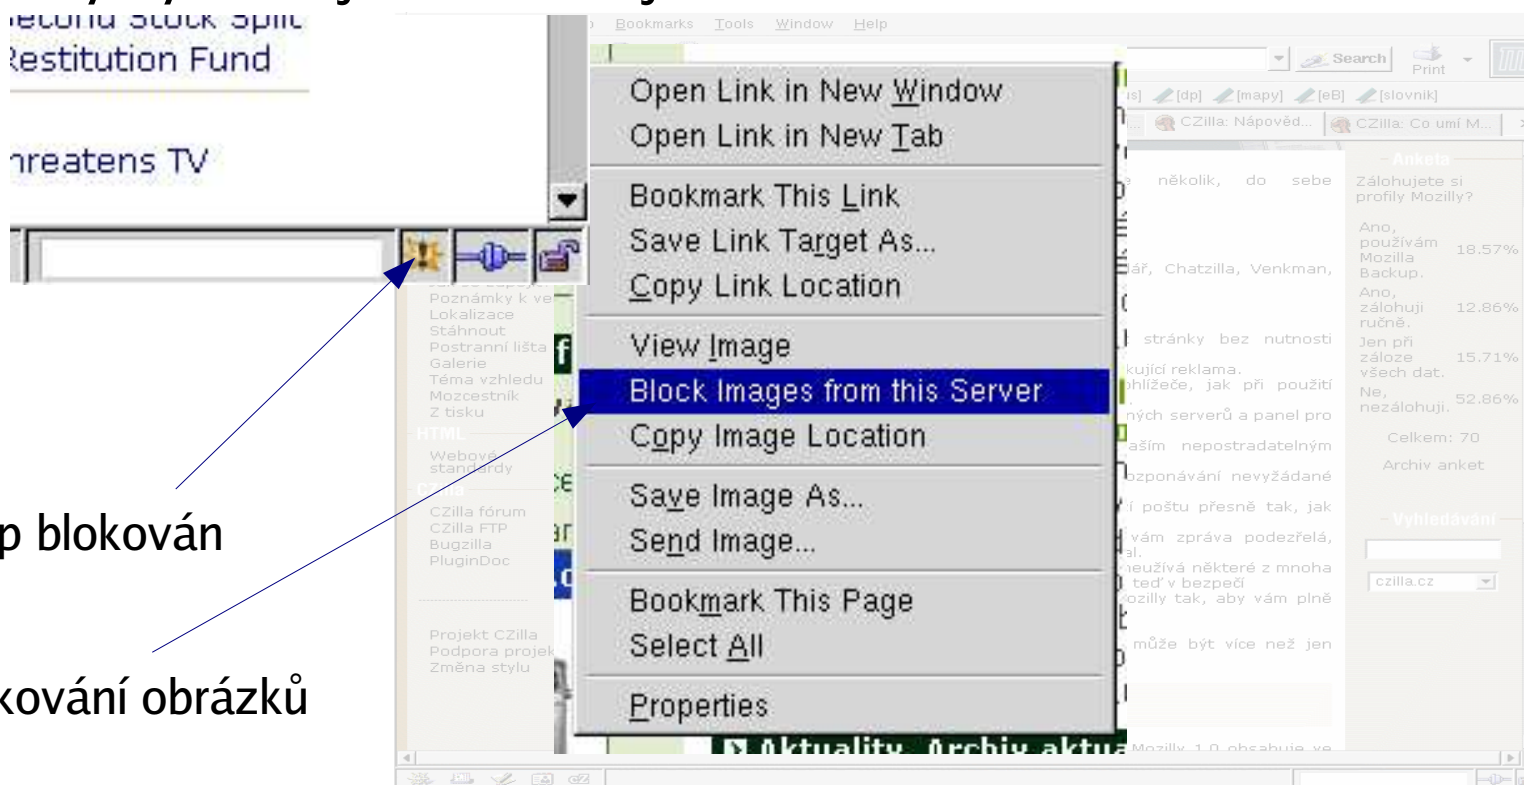 Second Stock Split
Restitution Fund
hreatens TV
p blokován
kování obrázků
Open Link in New Window
Open Link in New Tab
Bookmark This Link
Save Link Target As...
Copy Link Location
View Image
Block Images from this Server
Copy Image Location
Save Image As...
Send Image...
Bookmark This Page
Select All
Properties
Aktuality, Archiv aktua
Bookmarks Tools Window Help
Search
Print
[dp] [mapy] [eB] [slovnik]
CZilla: Nápověd... CZilla: Co umí M...
Poznámky k ve
Lokalizace
Stáhnout
Postranní lišta
Galerie
Téma vzhledu
Mozcestník
Z tisku
HTML
Webové
standardy
CZilla
CZilla fórum
CZilla FTP
Bugzilla
PluginDoc
Projekt CZilla
Podpora projek
Změna stylu
několik, do sebe
ář, Chatzilla, Venkman,
stránky bez nutnosti
kující reklama.
ohlížeče, jak při použití
ných serverů a panel pro
aším nepostradatelným
ozponávání nevyžádané
í poštu přesně tak, jak
vám zpráva podezřelá,
al.
neužívá některé z mnoha
teď v bezpečí
ozilly tak, aby vám plně
může být více než jen
Mozilly 1.0 obsahuje ve
Anketa
Zálohujete si
profily Mozilly?
Ano,
používám
Mozilla
Backup.
18.57%
Ano,
zálohuji
ručně.
12.86%
Jen při
záloze
všech dat.
15.71%
Ne,
nezálohuji.
52.86%
Celkem: 70
Archiv anket
Vyhledávání
czilla.cz